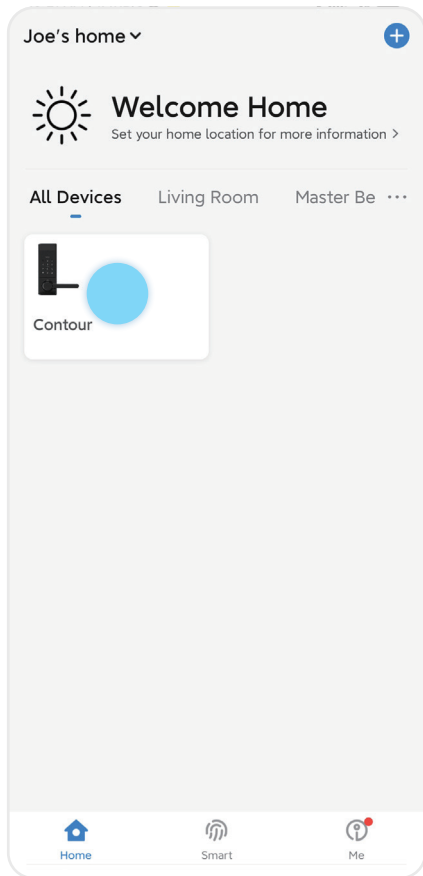 Joe's home
Welcome Home
Set your home location for more information >
All Devices Living Room Master Be ...
Contour
Home Smart Me